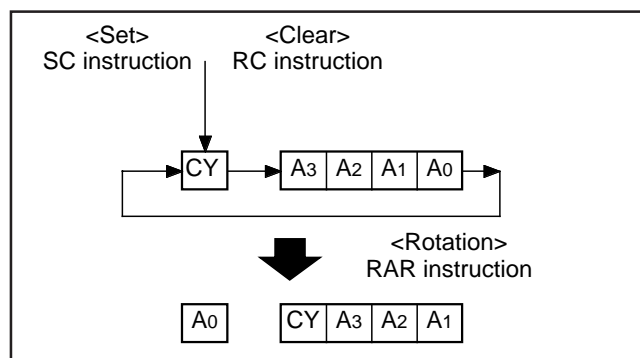 <Set> <Clear>
SC instruction RC instruction
CY A3 A2 A1 A0
<Rotation>
RAR instruction
A0 CY A3 A2 A1